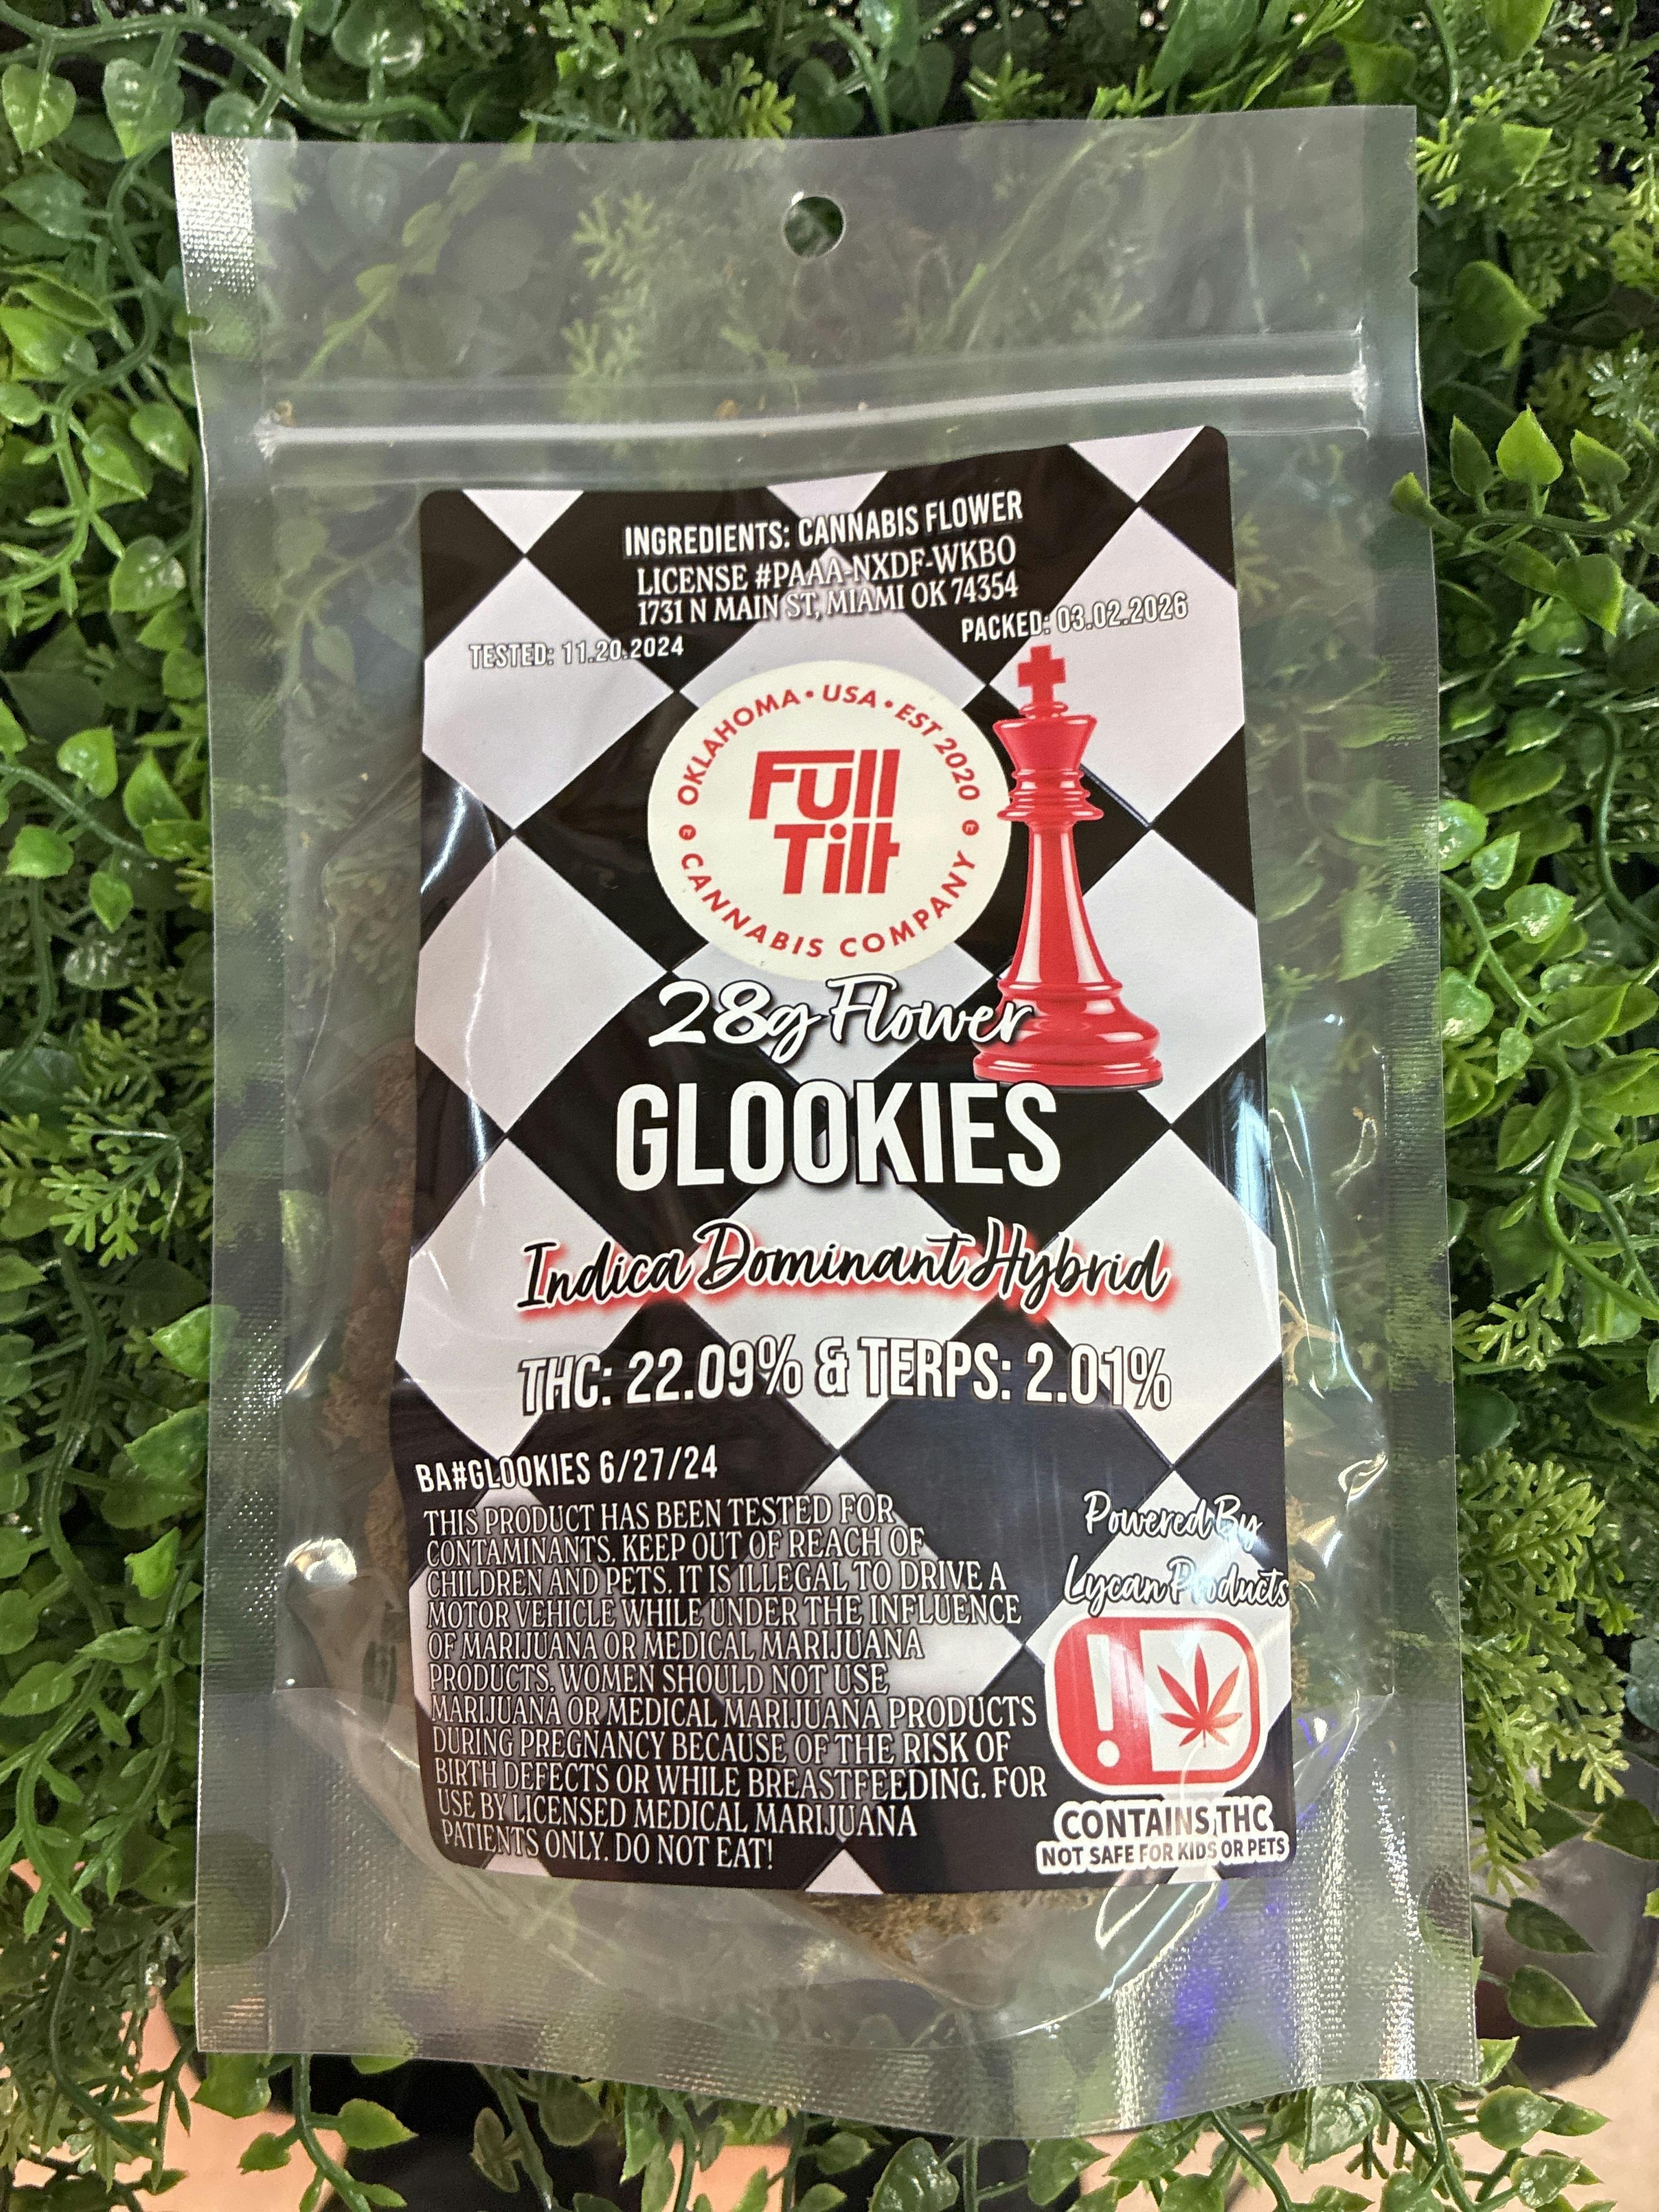 INGREDIENTS: CANNABIS FLOWER
LICENSE #PAAA-NXDF-WKBO
1731 N MAIN ST, MIAMI OK 74354
TESTED: 11.20.2024
PACKED: 03.02.2026
OKLAHOMA • USA • EST 2020
Full
Tilt
CANNABIS COMPANY
28g Flower
GLOOKIES
Indica Dominant Hybrid
THC: 22.09% & TERPS: 2.01%
BA#GLOOKIES 6/27/24
THIS PRODUCT HAS BEEN TESTED FOR
CONTAMINANTS. KEEP OUT OF REACH OF
CHILDREN AND PETS. IT IS ILLEGAL TO DRIVE A
MOTOR VEHICLE WHILE UNDER THE INFLUENCE
OF MARIJUANA OR MEDICAL MARIJUANA
PRODUCTS. WOMEN SHOULD NOT USE
MARIJUANA OR MEDICAL MARIJUANA PRODUCTS
DURING PREGNANCY BECAUSE OF THE RISK OF
BIRTH DEFECTS OR WHILE BREASTFEEDING. FOR
USE BY LICENSED MEDICAL MARIJUANA
PATIENTS ONLY. DO NOT EAT!
Powered By
Lycan Products
!
CONTAINS THC
NOT SAFE FOR KIDS OR PETS